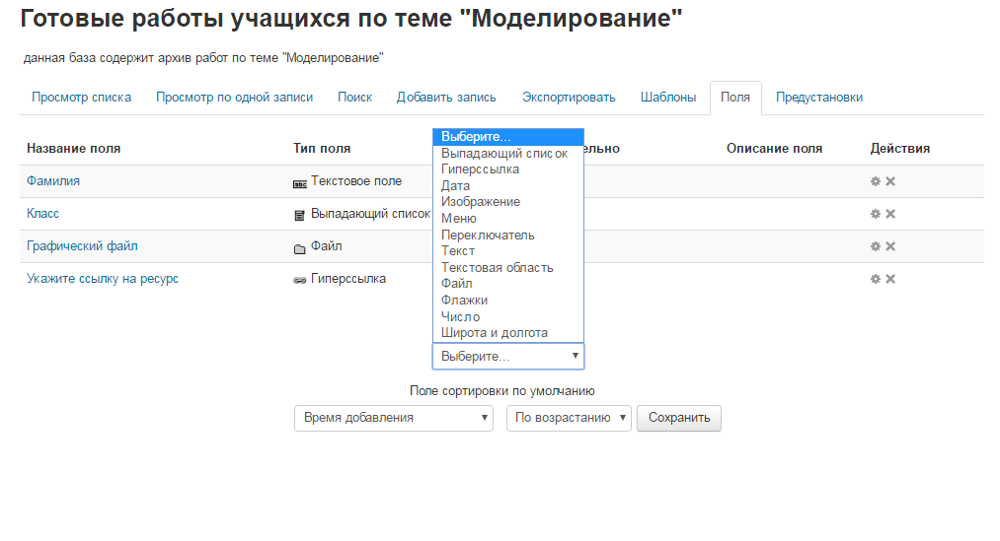 Готовые работы учащихся по теме "Моделирование"
данная база содержит архив работ по теме "Моделирование"
Просмотр списка Просмотр по одной записи Поиск Добавить запись Экспортировать Шаблоны Поля Предустановки
Название поля Тип поля ельно Описание поля Действия
Фамилия Текстовое поле
Класс Выпадающий список
Графический файл Файл
Укажите ссылку на ресурс Гиперссылка
Выберите...
Выпадающий список
Гиперссылка
Дата
Изображение
Меню
Переключатель
Текст
Текстовая область
Файл
Флажки
Число
Широта и долгота
Выберите...
Поле сортировки по умолчанию
Время добавления По возрастанию Сохранить